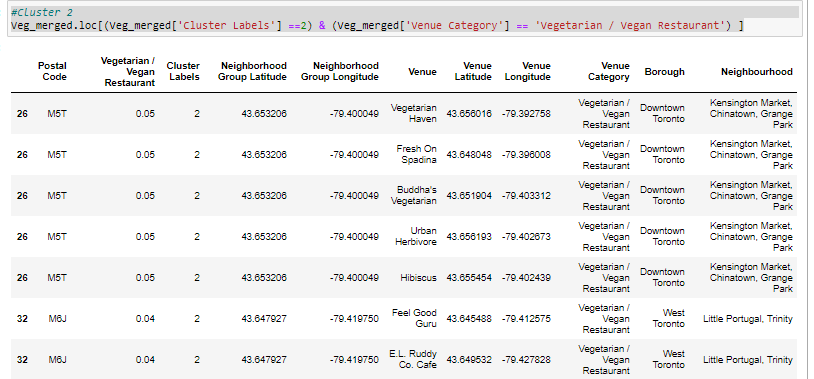 #Cluster 2
Veg_merged.loc[(Veg_merged['Cluster Labels'] ==2) & (Veg_merged['Venue Category'] == 'Vegetarian / Vegan Restaurant') ]
Postal Code Vegetarian / Vegan Restaurant Cluster Labels Neighborhood Group Latitude Neighborhood Group Longitude Venue Venue Latitude Venue Longitude Venue Category Borough Neighbourhood
26 M5T 0.05 2 43.653206 -79.400049 Vegetarian Haven 43.656016 -79.392758 Vegetarian / Vegan Restaurant Downtown Toronto Kensington Market, Chinatown, Grange Park
26 M5T 0.05 2 43.653206 -79.400049 Fresh On Spadina 43.648048 -79.396008 Vegetarian / Vegan Restaurant Downtown Toronto Kensington Market, Chinatown, Grange Park
26 M5T 0.05 2 43.653206 -79.400049 Buddha's Vegetarian 43.651904 -79.403312 Vegetarian / Vegan Restaurant Downtown Toronto Kensington Market, Chinatown, Grange Park
26 M5T 0.05 2 43.653206 -79.400049 Urban Herbivore 43.656193 -79.402673 Vegetarian / Vegan Restaurant Downtown Toronto Kensington Market, Chinatown, Grange Park
26 M5T 0.05 2 43.653206 -79.400049 Hibiscus 43.655454 -79.402439 Vegetarian / Vegan Restaurant Downtown Toronto Kensington Market, Chinatown, Grange Park
32 M6J 0.04 2 43.647927 -79.419750 Feel Good Guru 43.645488 -79.412575 Vegetarian / Vegan Restaurant West Toronto Little Portugal, Trinity
32 M6J 0.04 2 43.647927 -79.419750 E.L. Ruddy Co. Cafe 43.649532 -79.427828 Vegetarian / Vegan Restaurant West Toronto Little Portugal, Trinity